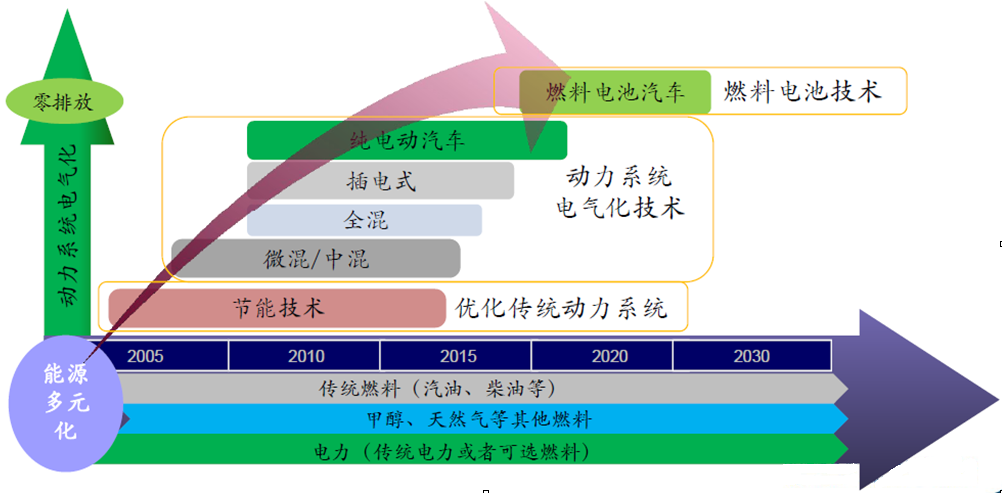 零排放
燃料电池汽车 燃料电池技术
纯电动汽车
插电式
全混
微混/中混
动力系统
电气化技术
节能技术 优化传统动力系统
动力系统电气化
2005 2010 2015 2020 2030
能源
多元
化
传统燃料（汽油、柴油等）
甲醇、天然气等其他燃料
电力（传统电力或者可选燃料）